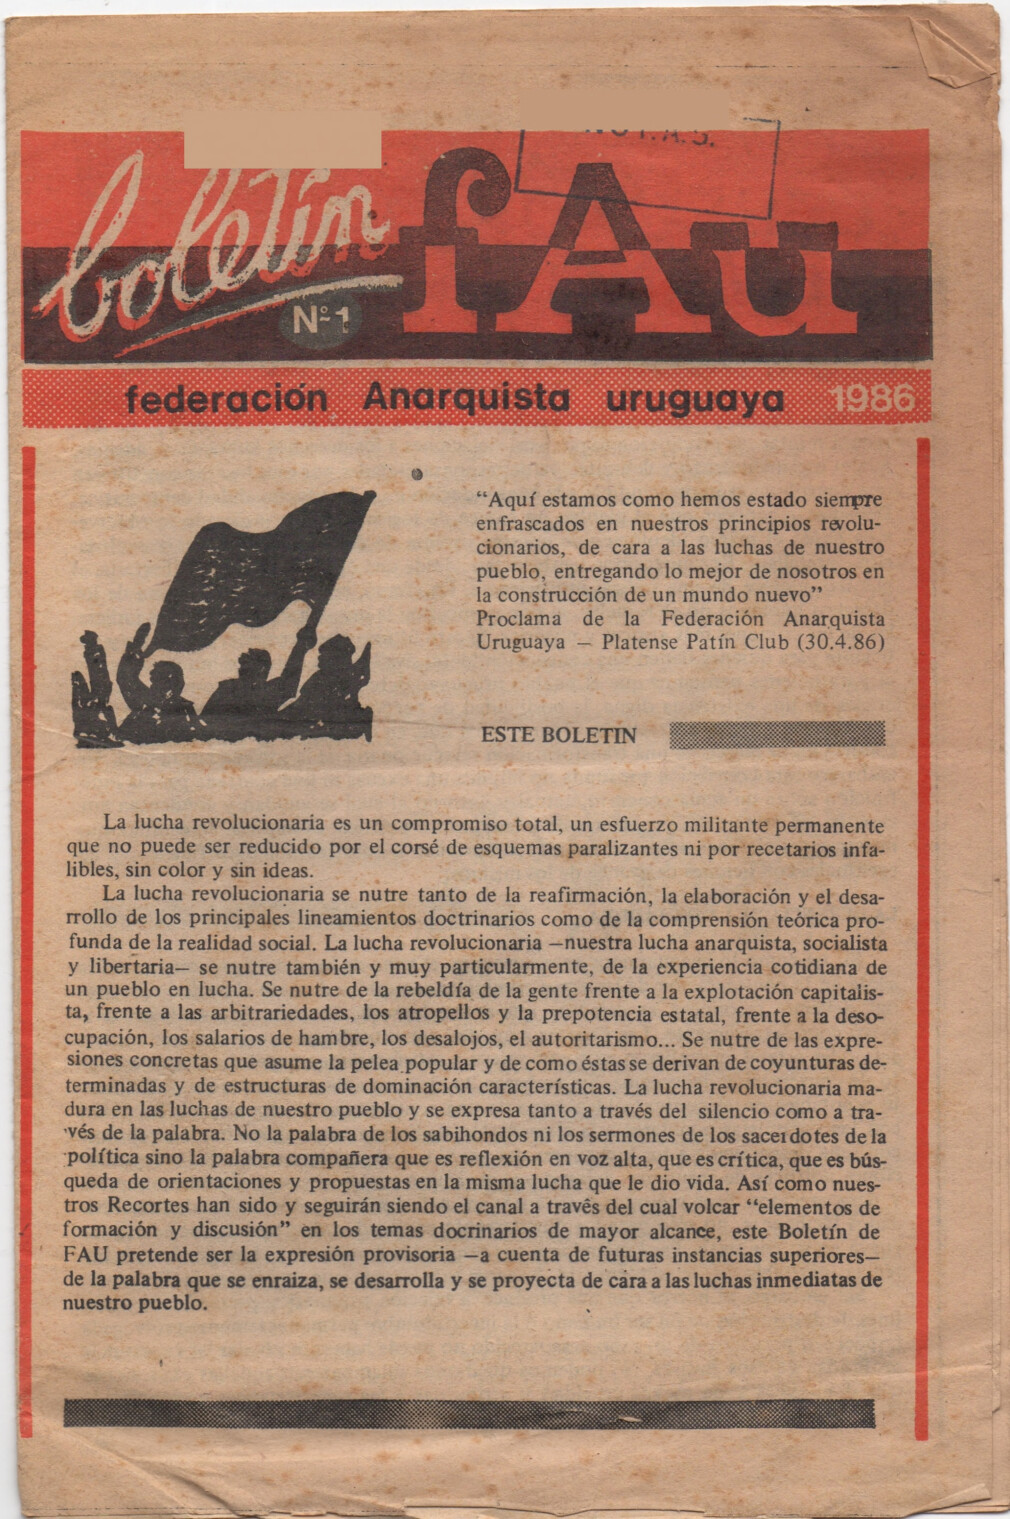 boletín
Nº 1
fAu
federación Anarquista uruguaya 1986
“Aquí estamos como hemos estado siempre
enfrascados en nuestros principios revolu-
cionarios, de cara a las luchas de nuestro
pueblo, entregando lo mejor de nosotros en
la construcción de un mundo nuevo”
Proclama de la Federación Anarquista
Uruguaya — Platense Patín Club (30.4.86)
ESTE BOLETIN
La lucha revolucionaria es un compromiso total, un esfuerzo militante permanente
que no puede ser reducido por el corsé de esquemas paralizantes ni por recetarios infa-
libles, sin color y sin ideas.
La lucha revolucionaria se nutre tanto de la reafirmación, la elaboración y el desa-
rrollo de los principales lineamientos doctrinarios como de la comprensión teórica pro-
funda de la realidad social. La lucha revolucionaria —nuestra lucha anarquista, socialista
y libertaria— se nutre también y muy particularmente, de la experiencia cotidiana de
un pueblo en lucha. Se nutre de la rebeldía de la gente frente a la explotación capitalis-
ta, frente a las arbitrariedades, los atropellos y la prepotencia estatal, frente a la deso-
cupación, los salarios de hambre, los desalojos, el autoritarismo... Se nutre de las expre-
siones concretas que asume la pelea popular y de como éstas se derivan de coyunturas de-
terminadas y de estructuras de dominación características. La lucha revolucionaria ma-
dura en las luchas de nuestro pueblo y se expresa tanto a través del silencio como a tra-
vés de la palabra. No la palabra de los sabihondos ni los sermones de los sacerdotes de la
política sino la palabra compañera que es reflexión en voz alta, que es crítica, que es bús-
queda de orientaciones y propuestas en la misma lucha que le dio vida. Así como nues-
tros Recortes han sido y seguirán siendo el canal a través del cual volcar “elementos de
formación y discusión” en los temas docrinarios de mayor alcance, este Boletín de
FAU pretende ser la expresión provisoria —a cuenta de futuras instancias superiores—
de la palabra que se enraiza, se desarrolla y se proyecta de cara a las luchas inmediatas de
nuestro pueblo.